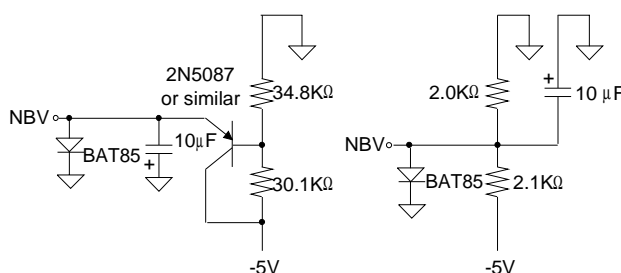 2N5087
or similar
34.8KΩ
NBV
BAT85
10μF
+
30.1KΩ
-5V
2.0KΩ
+
10 μF
NBV
BAT85
2.1KΩ
-5V